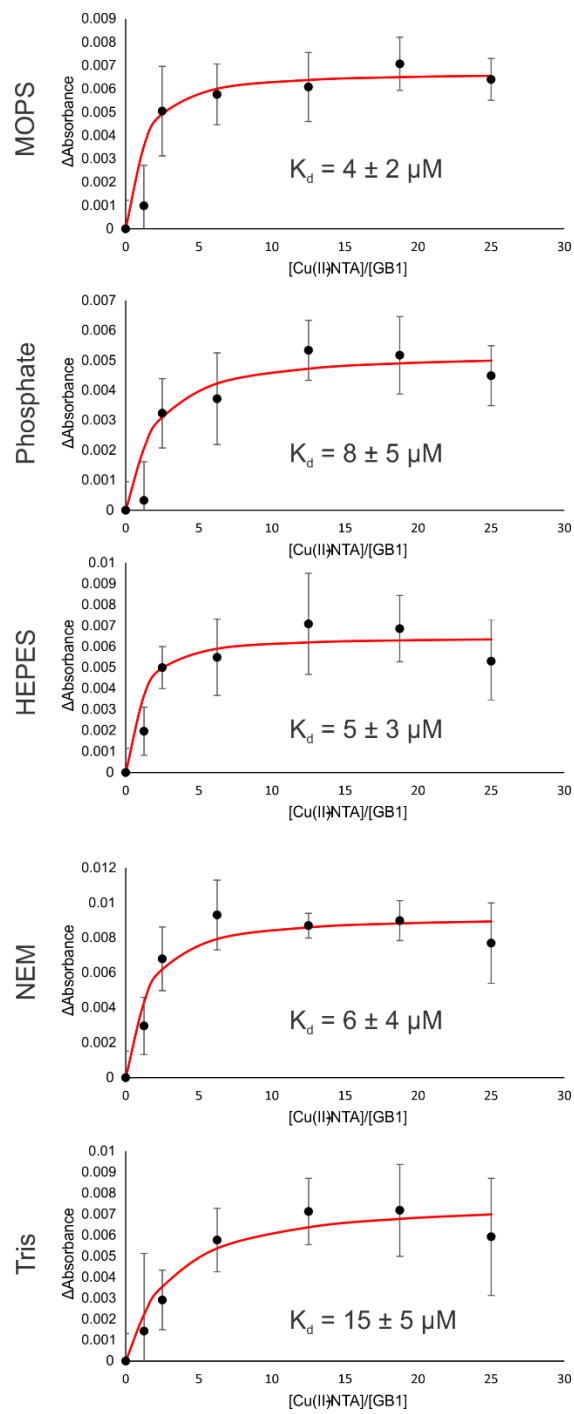 MOPS
ΔAbsorbance
0.009
0.008
0.007
0.006
0.005
0.004
0.003
0.002
0.001
0
0 5 10 15 20 25 30
Kd = 4 ± 2 µM
[Cu(II)-NTA]/[GB1]
Phosphate
ΔAbsorbance
0.007
0.006
0.005
0.004
0.003
0.002
0.001
0
0 5 10 15 20 25 30
Kd = 8 ± 5 µM
[Cu(II)-NTA]/[GB1]
HEPES
ΔAbsorbance
0.01
0.009
0.008
0.007
0.006
0.005
0.004
0.003
0.002
0.001
0
0 5 10 15 20 25 30
Kd = 5 ± 3 µM
[Cu(II)-NTA]/[GB1]
NEM
ΔAbsorbance
0.012
0.01
0.008
0.006
0.004
0.002
0
0 5 10 15 20 25 30
Kd = 6 ± 4 µM
[Cu(II)-NTA]/[GB1]
Tris
ΔAbsorbance
0.01
0.009
0.008
0.007
0.006
0.005
0.004
0.003
0.002
0.001
0
0 5 10 15 20 25 30
Kd = 15 ± 5 µM
[Cu(II)-NTA]/[GB1]